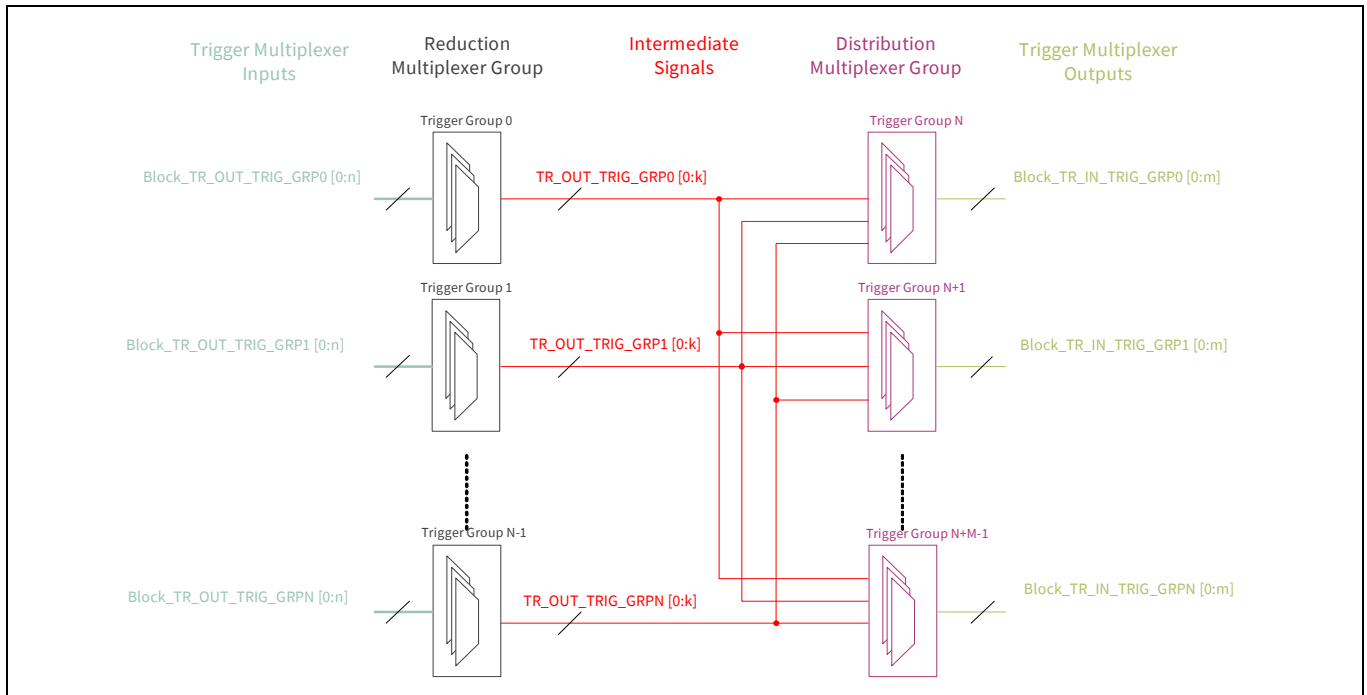 Trigger Multiplexer
Inputs
Reduction
Multiplexer Group
Intermediate
Signals
Distribution
Multiplexer Group
Trigger Multiplexer
Outputs
Trigger Group 0
Trigger Group N
Block_TR_OUT_TRIG_GRP0 [0:n]
TR_OUT_TRIG_GRP0 [0:k]
Block_TR_IN_TRIG_GRP0 [0:m]
Trigger Group 1
Trigger Group N+1
Block_TR_OUT_TRIG_GRP1 [0:n]
TR_OUT_TRIG_GRP1 [0:k]
Block_TR_IN_TRIG_GRP1 [0:m]
Trigger Group N-1
Trigger Group N+M-1
Block_TR_OUT_TRIG_GRPN [0:n]
TR_OUT_TRIG_GRPN [0:k]
Block_TR_IN_TRIG_GRPN [0:m]